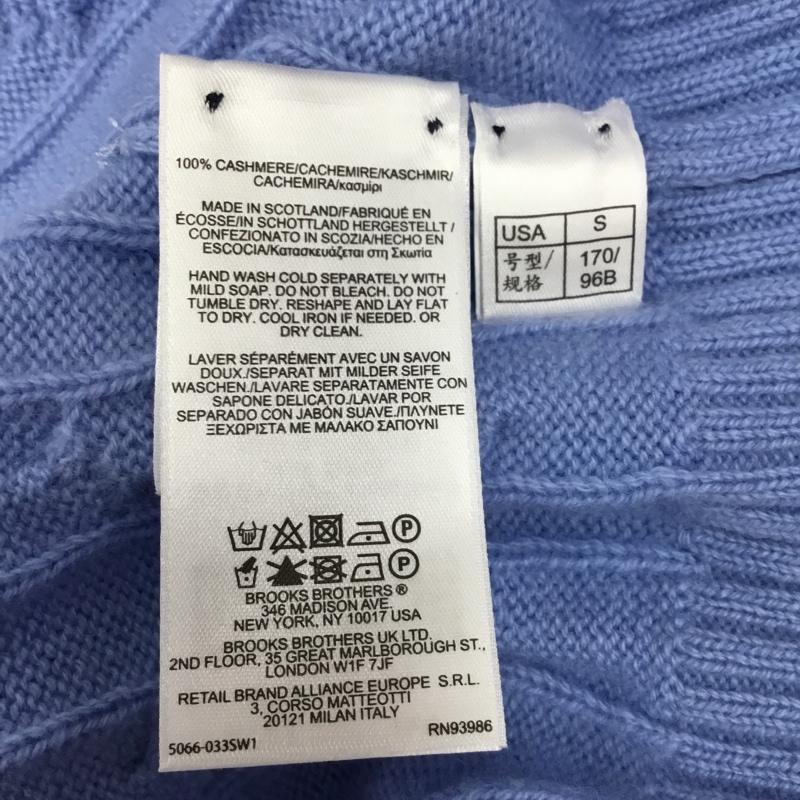 100% CASHMERE/CACHEMIRE/KASCHMIR/
CACHEMIRA/κασμίρι
MADE IN SCOTLAND/FABRIQUÉ EN
ÉCOSSE/IN SCHOTTLAND HERGESTELLT /
CONFEZIONATO IN SCOZIA/HECHO EN
ESCOCIA/Κατασκευάζεται στη Σκωτία
HAND WASH COLD SEPARATELY WITH
MILD SOAP. DO NOT BLEACH. DO NOT
TUMBLE DRY. RESHAPE AND LAY FLAT
TO DRY. COOL IRON IF NEEDED. OR
DRY CLEAN.
LAVER SÉPARÉMENT AVEC UN SAVON
DOUX./SEPARAT MIT MILDER SEIFE
WASCHEN./LAVARE SEPARATAMENTE CON
SAPONE DELICATO./LAVAR POR
SEPARADO CON JABÓN SUAVE./ΠΛΥΝΕΤΕ
ΞΕΧΩΡΙΣΤΑ ΜΕ ΜΑΛΑΚΟ ΣΑΠΟΥΝΙ
P
P
BROOKS BROTHERS ®
346 MADISON AVE.
NEW YORK, NY 10017 USA
BROOKS BROTHERS UK LTD.
2ND FLOOR, 35 GREAT MARLBOROUGH ST.,
LONDON W1F 7JF
RETAIL BRAND ALLIANCE EUROPE S.R.L.
3, CORSO MATTEOTTI
20121 MILAN ITALY
RN93986
5066-033SW1
USA S
号型/ 170/
规格 96B